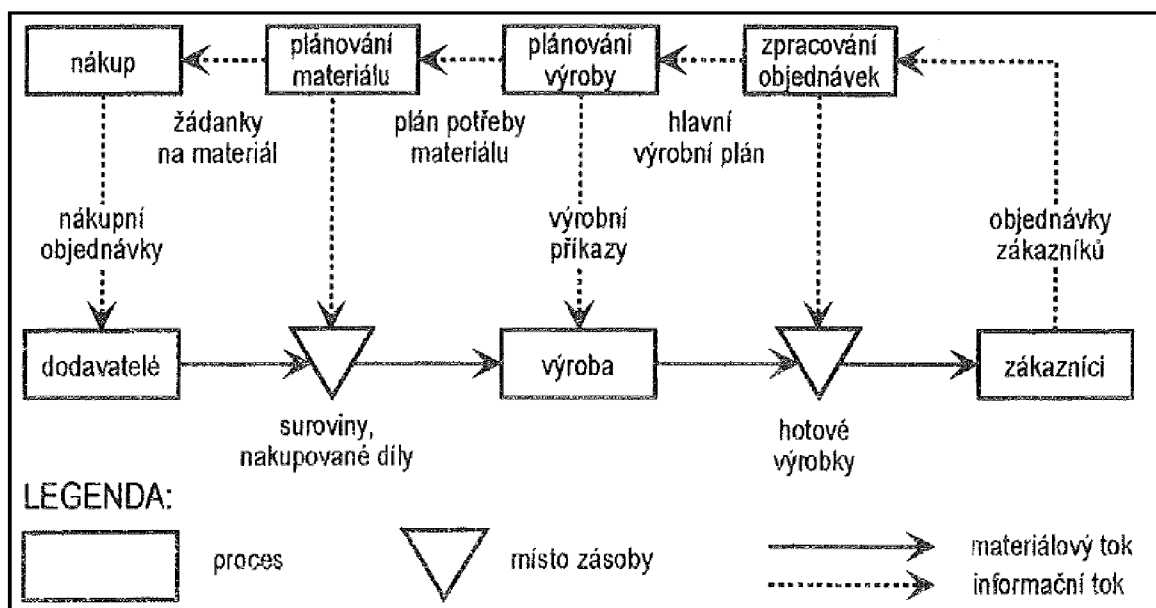 nákup
plánování
materiálu
plánování
výroby
zpracování
objednávek
žádanky
na materiál
plán potřeby
materiálu
hlavní
výrobní plán
nákupní
objednávky
výrobní
příkazy
objednávky
zákazníků
dodavatelé
výroba
zákazníci
suroviny,
nakupované díly
hotové
výrobky
LEGENDA:
proces
místo zásoby
materiálový tok
informační tok